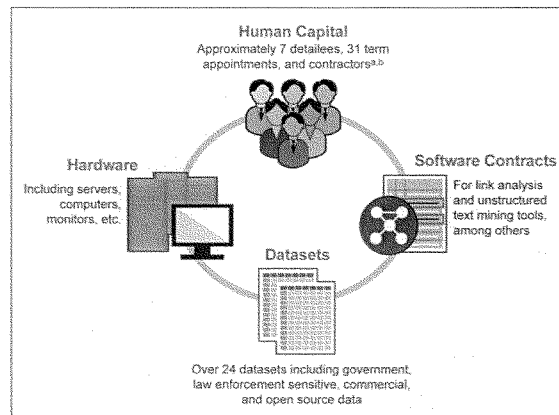 Human Capital
Approximately 7 detailees, 31 term
appointments, and contractorsa,b
Hardware
Including servers,
computers,
monitors, etc.
Software Contracts
For link analysis
and unstructured
text mining tools,
among others
Datasets
Over 24 datasets including government,
law enforcement sensitive, commercial,
and open source data